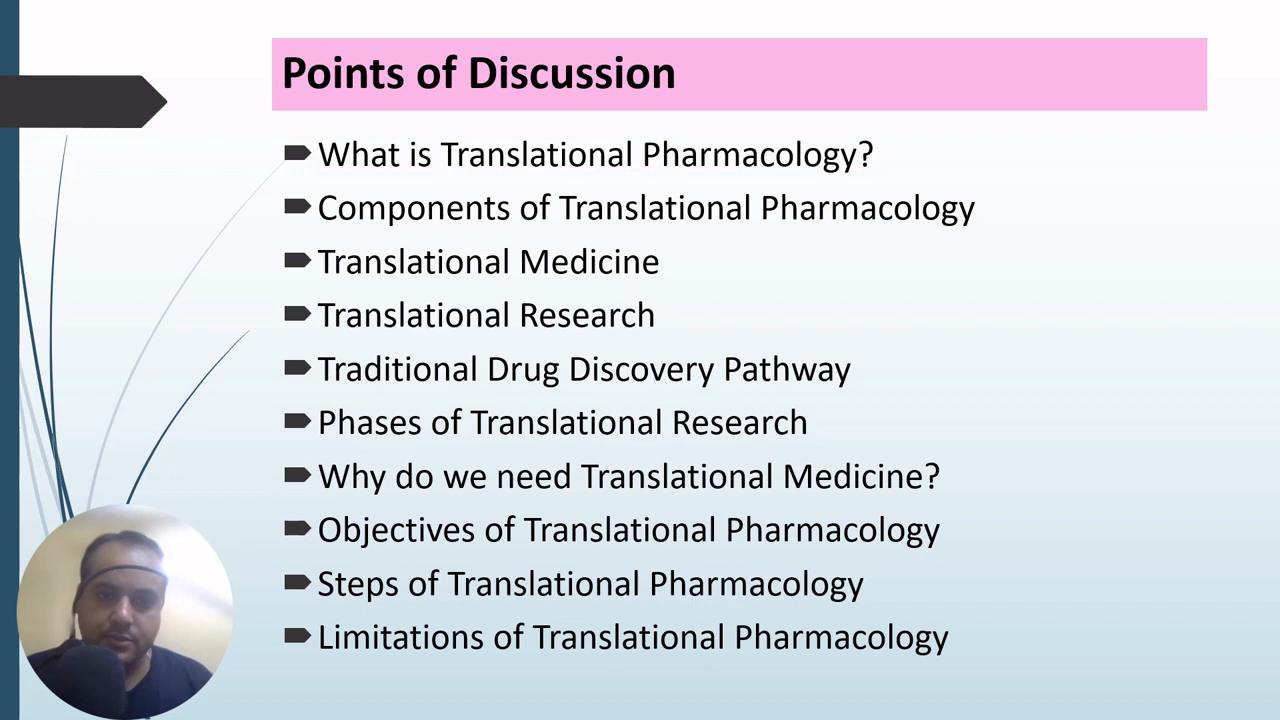 Points of Discussion
What is Translational Pharmacology?
Components of Translational Pharmacology
Translational Medicine
Translational Research
Traditional Drug Discovery Pathway
Phases of Translational Research
Why do we need Translational Medicine?
Objectives of Translational Pharmacology
Steps of Translational Pharmacology
Limitations of Translational Pharmacology